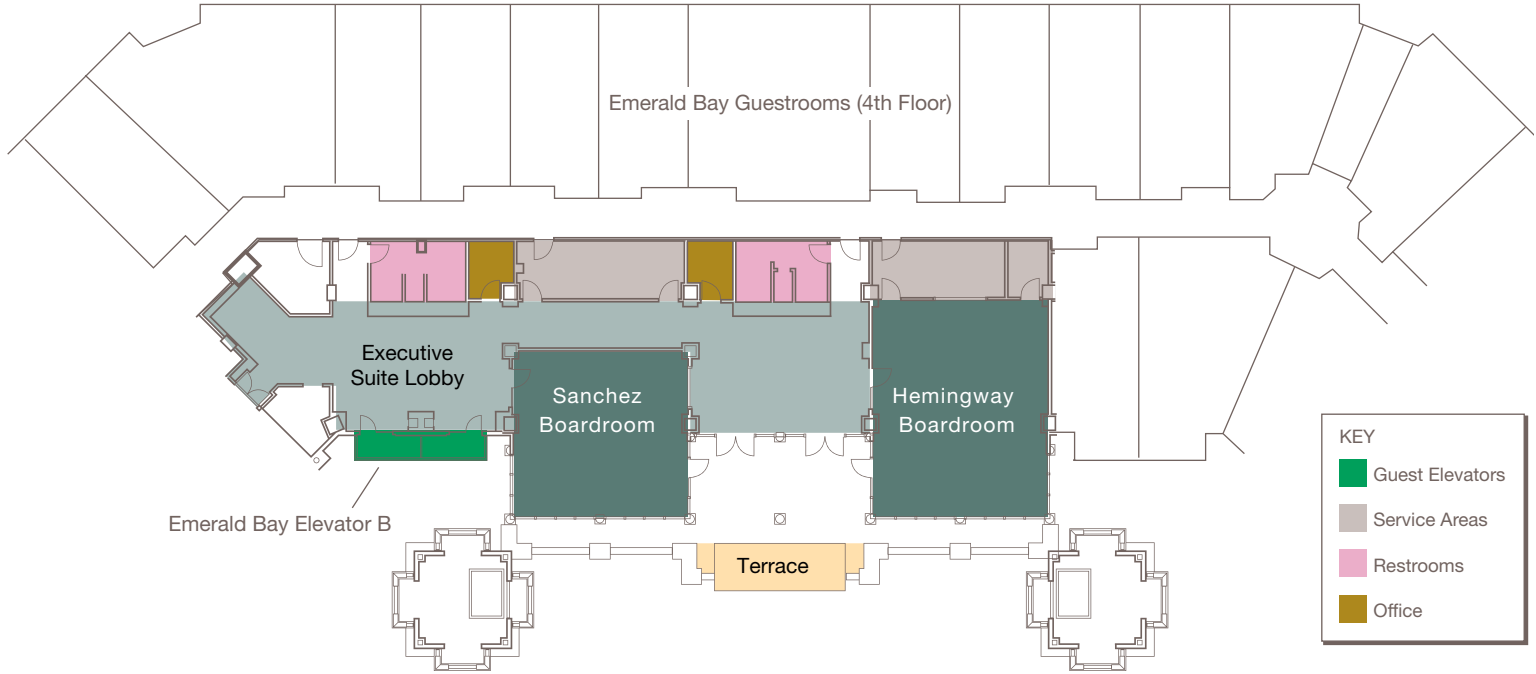 Emerald Bay Guestrooms (4th Floor)
Executive
Suite Lobby
Sanchez
Boardroom
Hemingway
Boardroom
Emerald Bay Elevator B
Terrace
KEY
Guest Elevators
Service Areas
Restrooms
Office